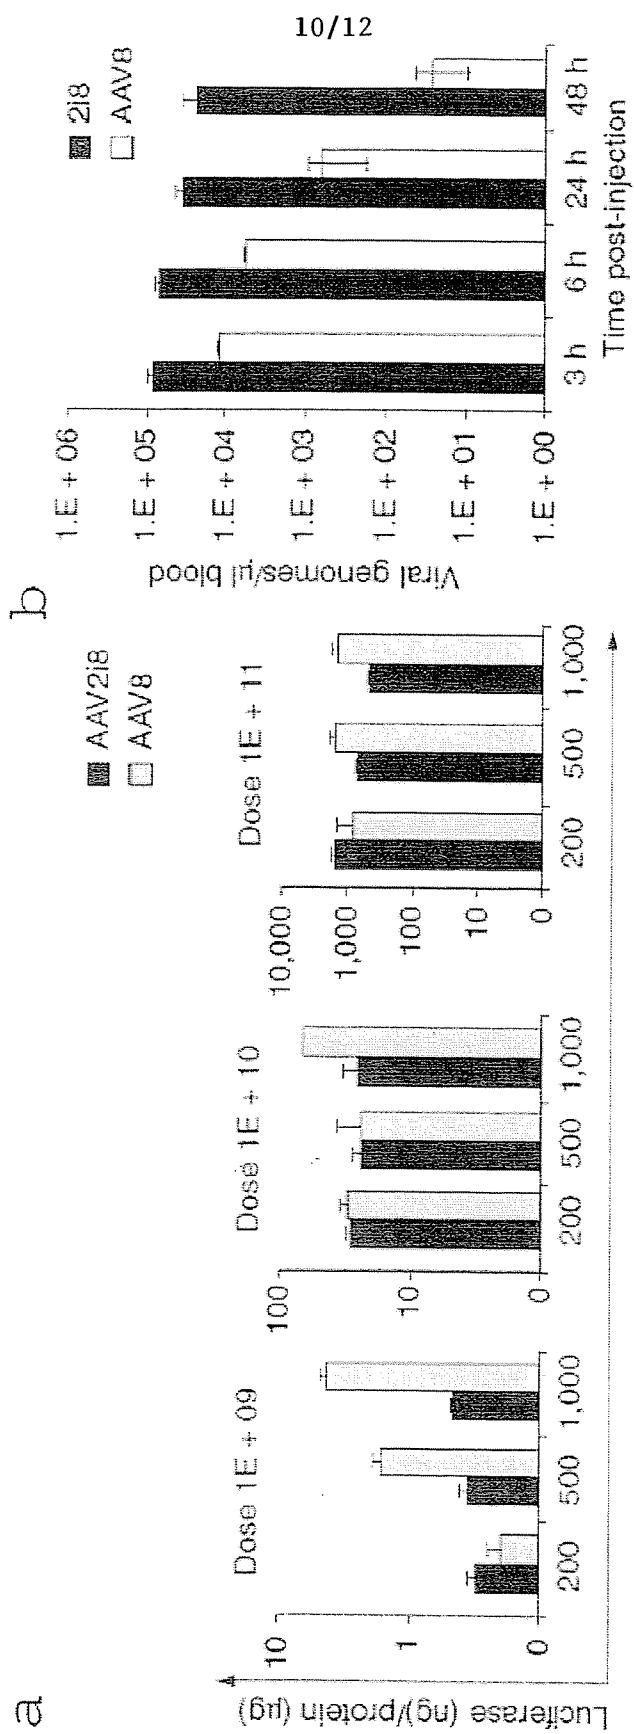 10/12
a
AAV2i8
AAV8
Luciferase (ng)/protein (µg)
Dose 1E + 09
10
1
0
200
500
1,000
Dose 1E + 10
100
10
0
200
500
1,000
Dose 1E + 11
10,000
1,000
100
10
0
200
500
1,000
b
2i8
AAV8
Viral genomes/µl blood
1.E + 06
1.E + 05
1.E + 04
1.E + 03
1.E + 02
1.E + 01
1.E + 00
3 h
6 h
24 h
48 h
Time post-injection